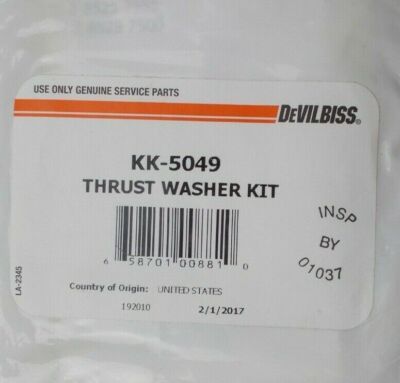 USE ONLY GENUINE SERVICE PARTS
DEVILBISS®
KK-5049
THRUST WASHER KIT
6 58701 00881 0
INSP
BY
01037
Country of Origin: UNITED STATES
192010 2/1/2017
LA-2345